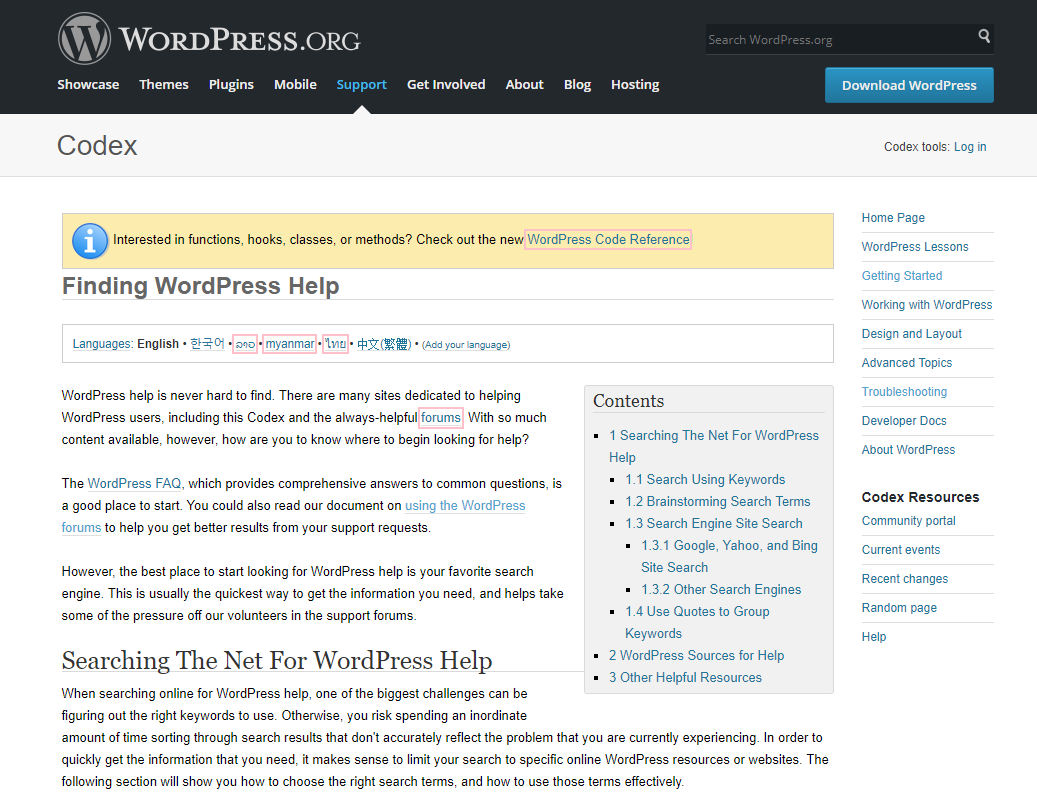 WORDPRESS.ORG
Search WordPress.org
Showcase Themes Plugins Mobile Support Get Involved About Blog Hosting
Download WordPress
Codex
Codex tools: Log in
Interested in functions, hooks, classes, or methods? Check out the new WordPress Code Reference
Finding WordPress Help
Languages: English • 한국어 • ລາວ • myanmar • ไทย • 中文(繁體) • (Add your language)
WordPress help is never hard to find. There are many sites dedicated to helping
WordPress users, including this Codex and the always-helpful forums. With so much
content available, however, how are you to know where to begin looking for help?
The WordPress FAQ, which provides comprehensive answers to common questions, is
a good place to start. You could also read our document on using the WordPress
forums to help you get better results from your support requests.
However, the best place to start looking for WordPress help is your favorite search
engine. This is usually the quickest way to get the information you need, and helps take
some of the pressure off our volunteers in the support forums.
Contents
1 Searching The Net For WordPress
Help
1.1 Search Using Keywords
1.2 Brainstorming Search Terms
1.3 Search Engine Site Search
1.3.1 Google, Yahoo, and Bing
Site Search
1.3.2 Other Search Engines
1.4 Use Quotes to Group
Keywords
2 WordPress Sources for Help
3 Other Helpful Resources
Searching The Net For WordPress Help
When searching online for WordPress help, one of the biggest challenges can be
figuring out the right keywords to use. Otherwise, you risk spending an inordinate
amount of time sorting through search results that don't accurately reflect the problem that you are currently experiencing. In order to
quickly get the information that you need, it makes sense to limit your search to specific online WordPress resources or websites. The
following section will show you how to choose the right search terms, and how to use those terms effectively.
Home Page
WordPress Lessons
Getting Started
Working with WordPress
Design and Layout
Advanced Topics
Troubleshooting
Developer Docs
About WordPress
Codex Resources
Community portal
Current events
Recent changes
Random page
Help